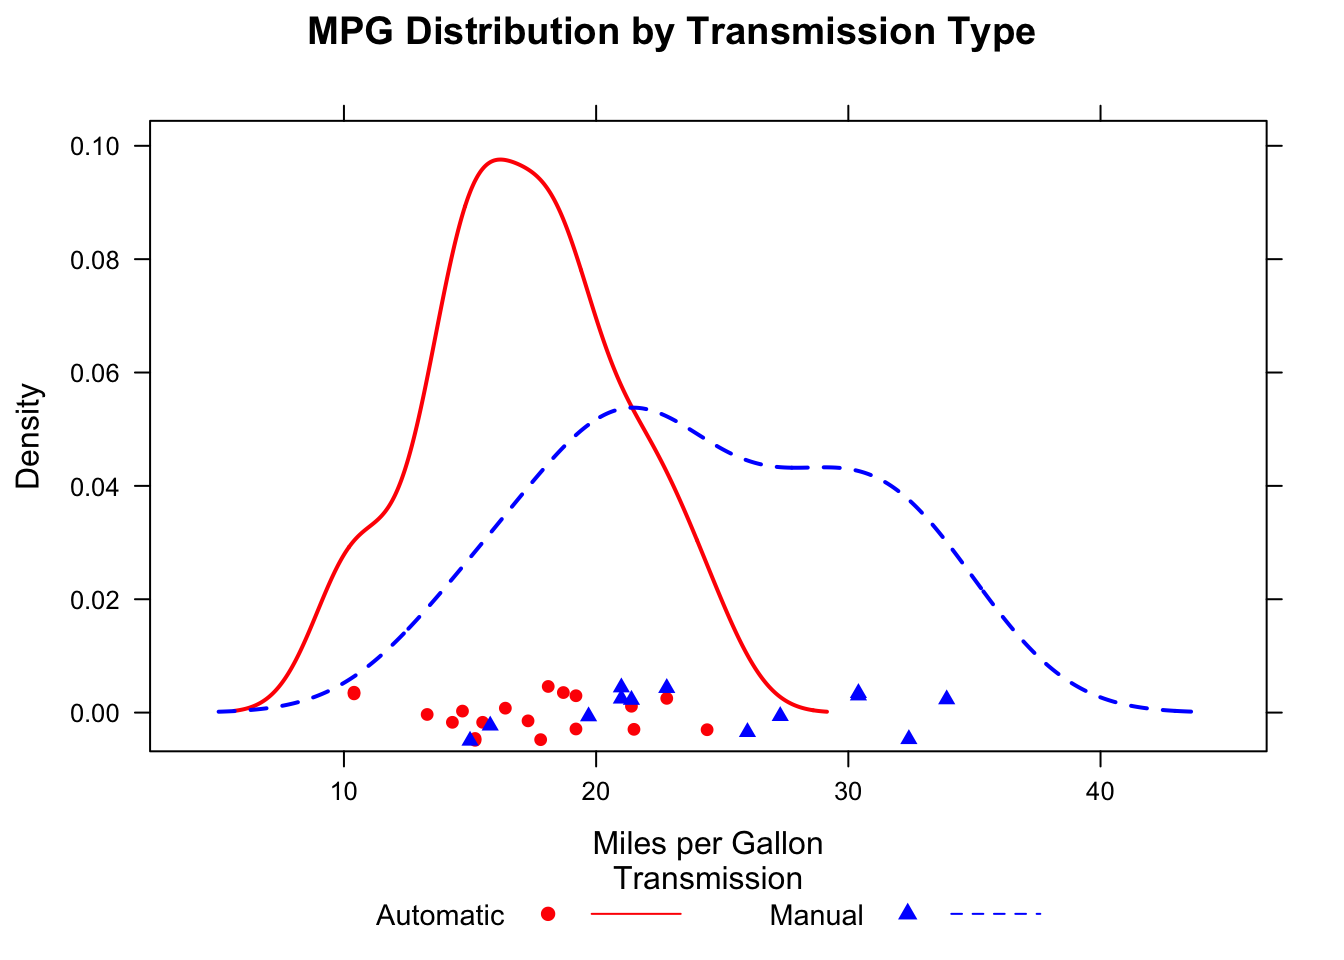 MPG Distribution by Transmission Type
0.10
0.08
0.06
0.04
0.02
0.00
Density
10 20 30 40
Miles per Gallon
Transmission
Automatic Manual